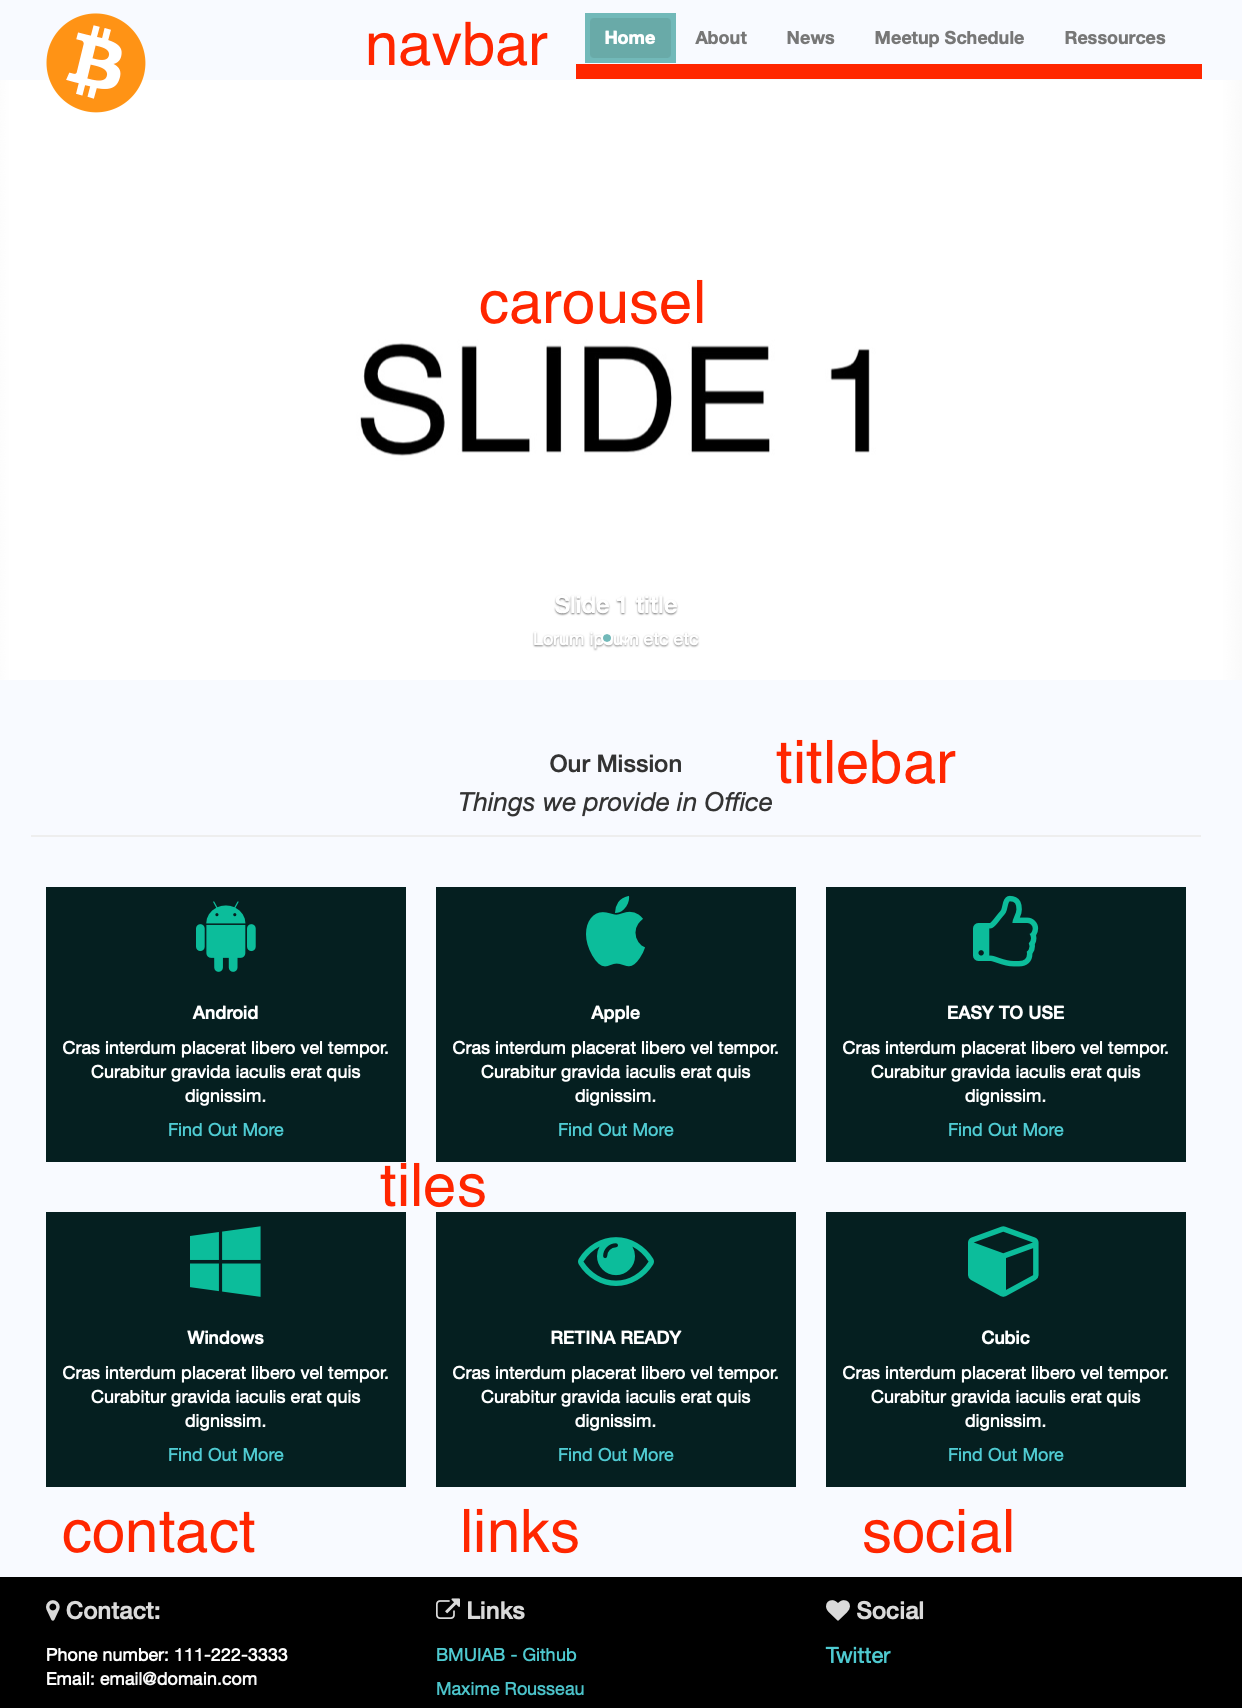 navbar
Home About News Meetup Schedule Ressources
carousel
SLIDE 1
Slide 1 title
Lorum ipsum etc etc
titlebar
Our Mission
Things we provide in Office
Android
Cras interdum placerat libero vel tempor.
Curabitur gravida iaculis erat quis
dignissim.
Find Out More
Apple
Cras interdum placerat libero vel tempor.
Curabitur gravida iaculis erat quis
dignissim.
Find Out More
EASY TO USE
Cras interdum placerat libero vel tempor.
Curabitur gravida iaculis erat quis
dignissim.
Find Out More
tiles
Windows
Cras interdum placerat libero vel tempor.
Curabitur gravida iaculis erat quis
dignissim.
Find Out More
RETINA READY
Cras interdum placerat libero vel tempor.
Curabitur gravida iaculis erat quis
dignissim.
Find Out More
Cubic
Cras interdum placerat libero vel tempor.
Curabitur gravida iaculis erat quis
dignissim.
Find Out More
contact
links
social
Contact:
Phone number: 111-222-3333
Email: email@domain.com
Links
BMUIAB - Github
Maxime Rousseau
Social
Twitter